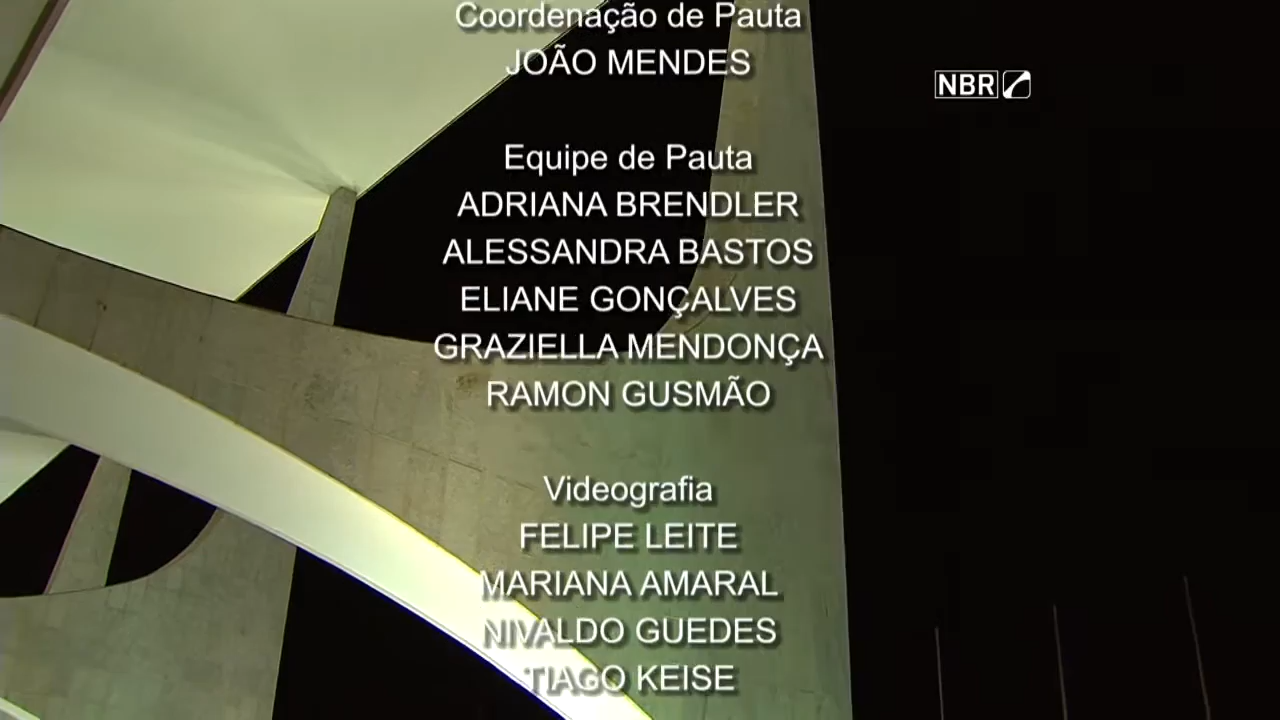 Coordenação de Pauta
JOÃO MENDES
NBR
Equipe de Pauta
ADRIANA BRENDLER
ALESSANDRA BASTOS
ELIANE GONÇALVES
GRAZIELLA MENDONÇA
RAMON GUSMÃO
Videografia
FELIPE LEITE
MARIANA AMARAL
NIVALDO GUEDES
TIAGO KEISE